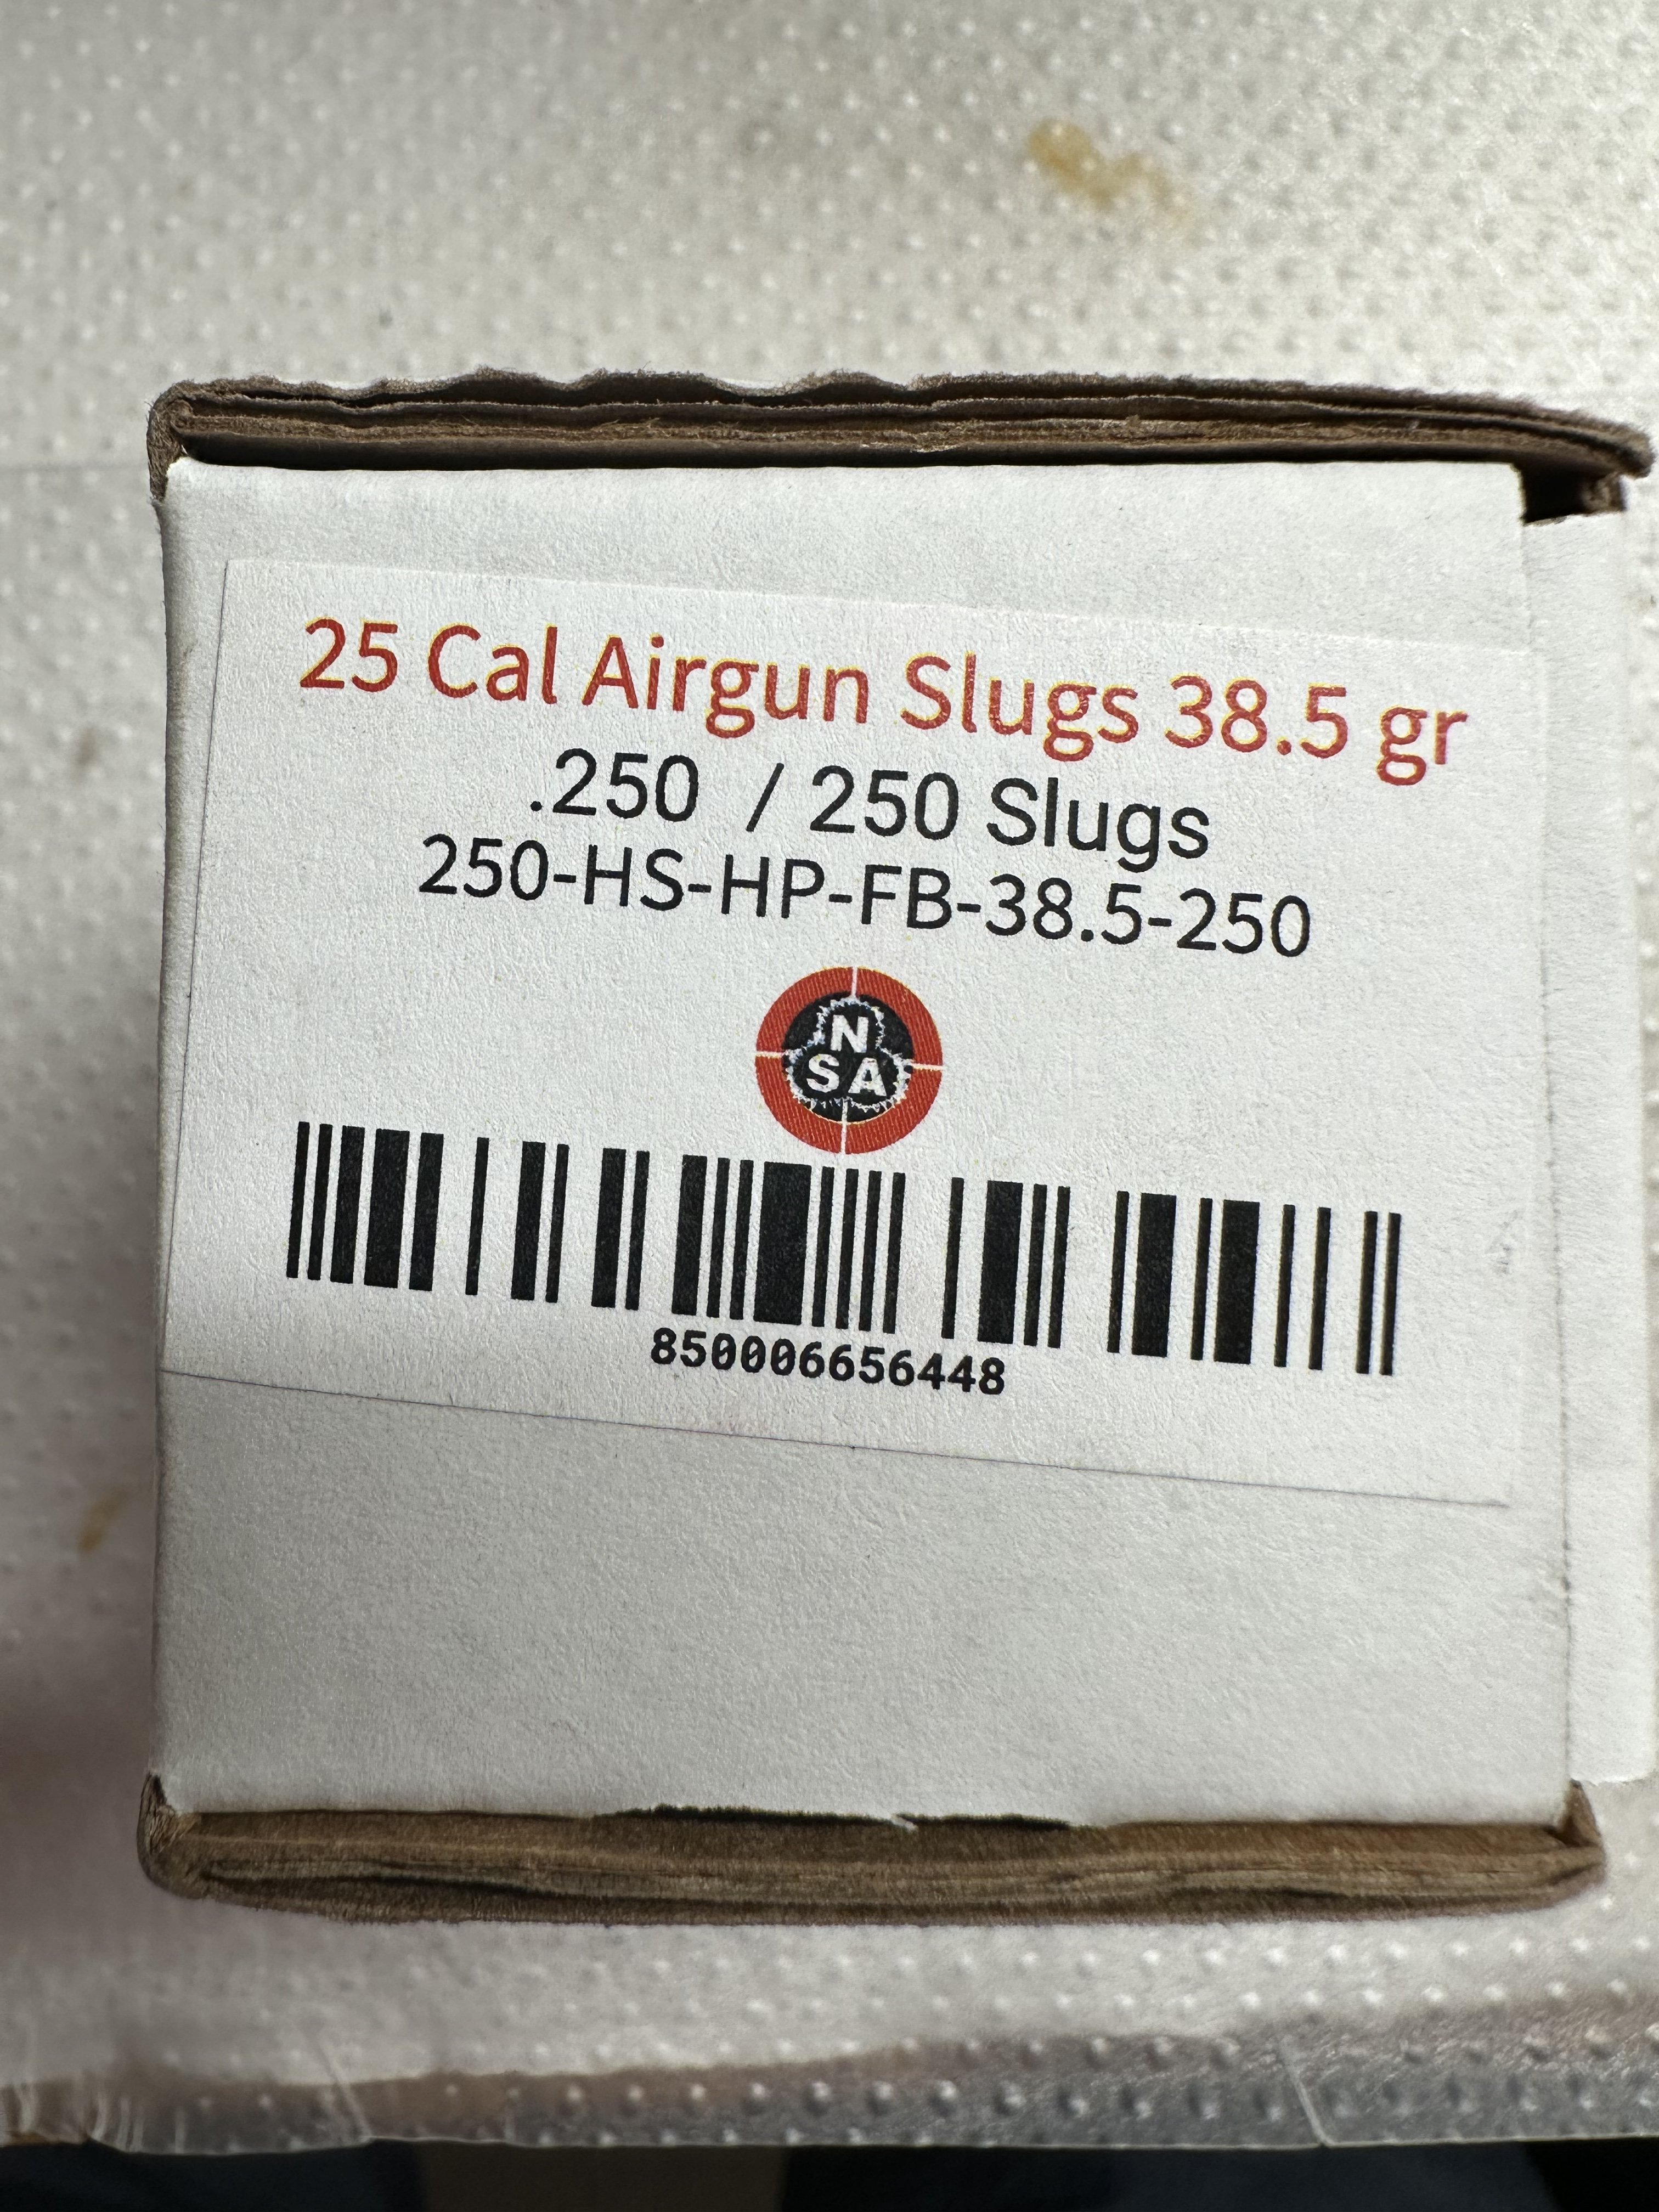 25 Cal Airgun Slugs 38.5 gr
.250 / 250 Slugs
250-HS-HP-FB-38.5-250
N
SA
850006656448